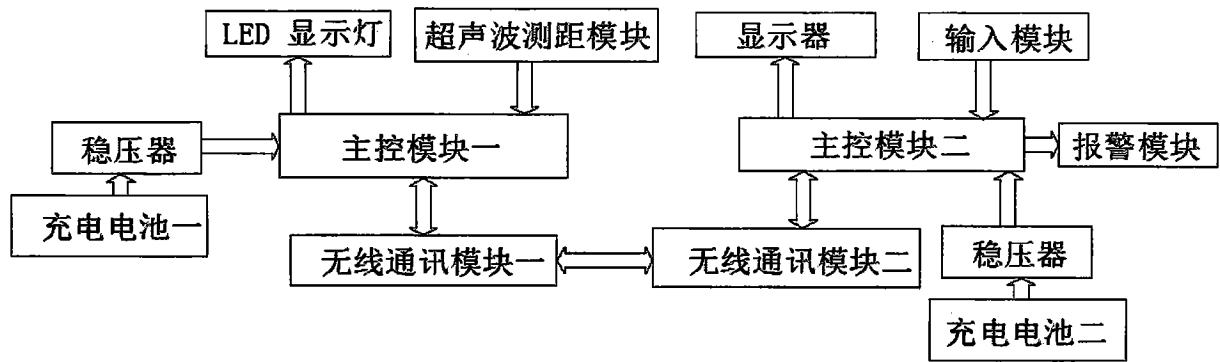 LED 显示灯
超声波测距模块
显示器
输入模块
稳压器
主控模块一
主控模块二
报警模块
充电电池一
无线通讯模块一
无线通讯模块二
稳压器
充电电池二